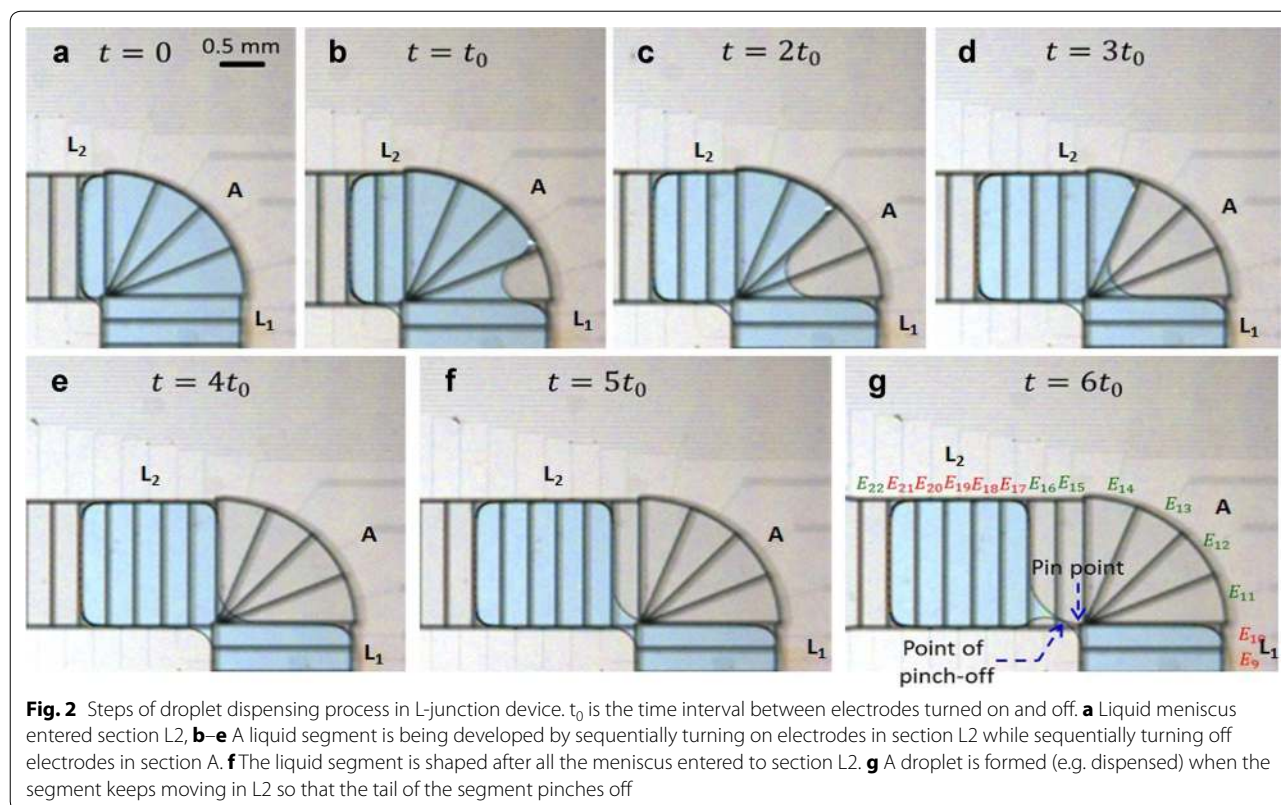 a t = 0 0.5 mm
b t = t₀
c t = 2t₀
d t = 3t₀
L₂
A
L₁
L₂
A
L₁
L₂
A
L₁
L₂
A
L₁
e t = 4t₀
f t = 5t₀
g t = 6t₀
L₂
A
L₁
L₂
A
L₁
L₂
E₂₂ E₂₁ E₂₀ E₁₉ E₁₈ E₁₇ E₁₆ E₁₅ E₁₄
E₁₃ A
E₁₂
Pin point
E₁₁
E₁₀
L₁
E₉
Point of
pinch-off
Fig. 2 Steps of droplet dispensing process in L-junction device. t₀ is the time interval between electrodes turned on and off. a Liquid meniscus
entered section L2, b–e A liquid segment is being developed by sequentially turning on electrodes in section L2 while sequentially turning off
electrodes in section A. f The liquid segment is shaped after all the meniscus entered to section L2. g A droplet is formed (e.g. dispensed) when the
segment keeps moving in L2 so that the tail of the segment pinches off